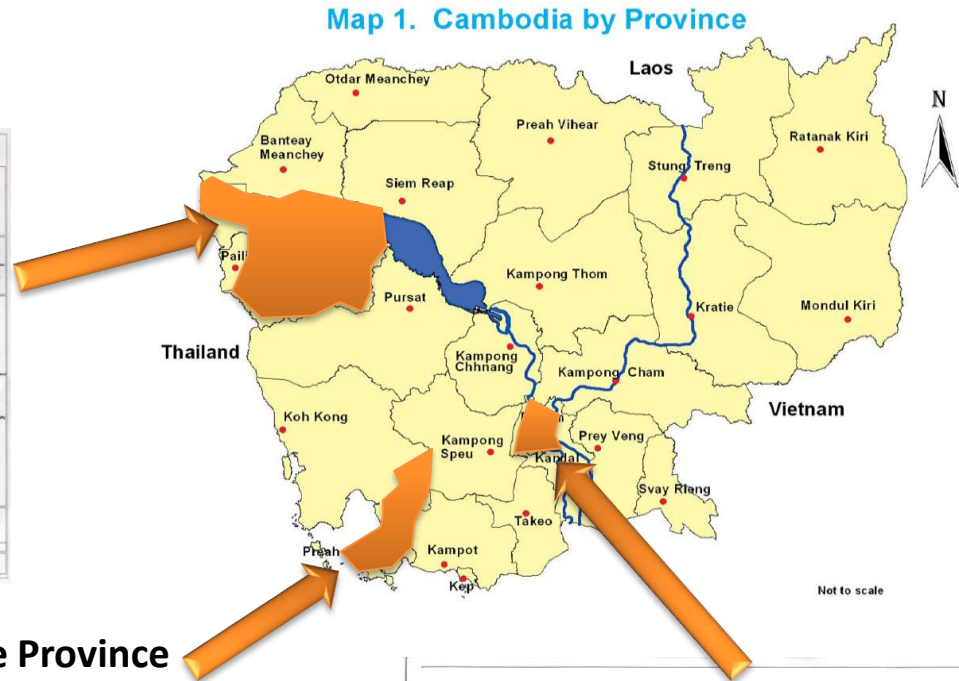 Map 1. Cambodia by Province
Laos
N
Otdar Meanchey
Preah Vihear
Ratanak Kiri
Banteay
Meanchey
Stung Treng
Siem Reap
Kampong Thom
Pursat
Kratie
Mondul Kiri
Thailand
Kampong
Chhnang
Kampong Cham
Vietnam
Koh Kong
Kampong
Speu
Prey Veng
Kandal
Svay Rieng
Takeo
Preah
Kampot
Kep
Not to scale
Province